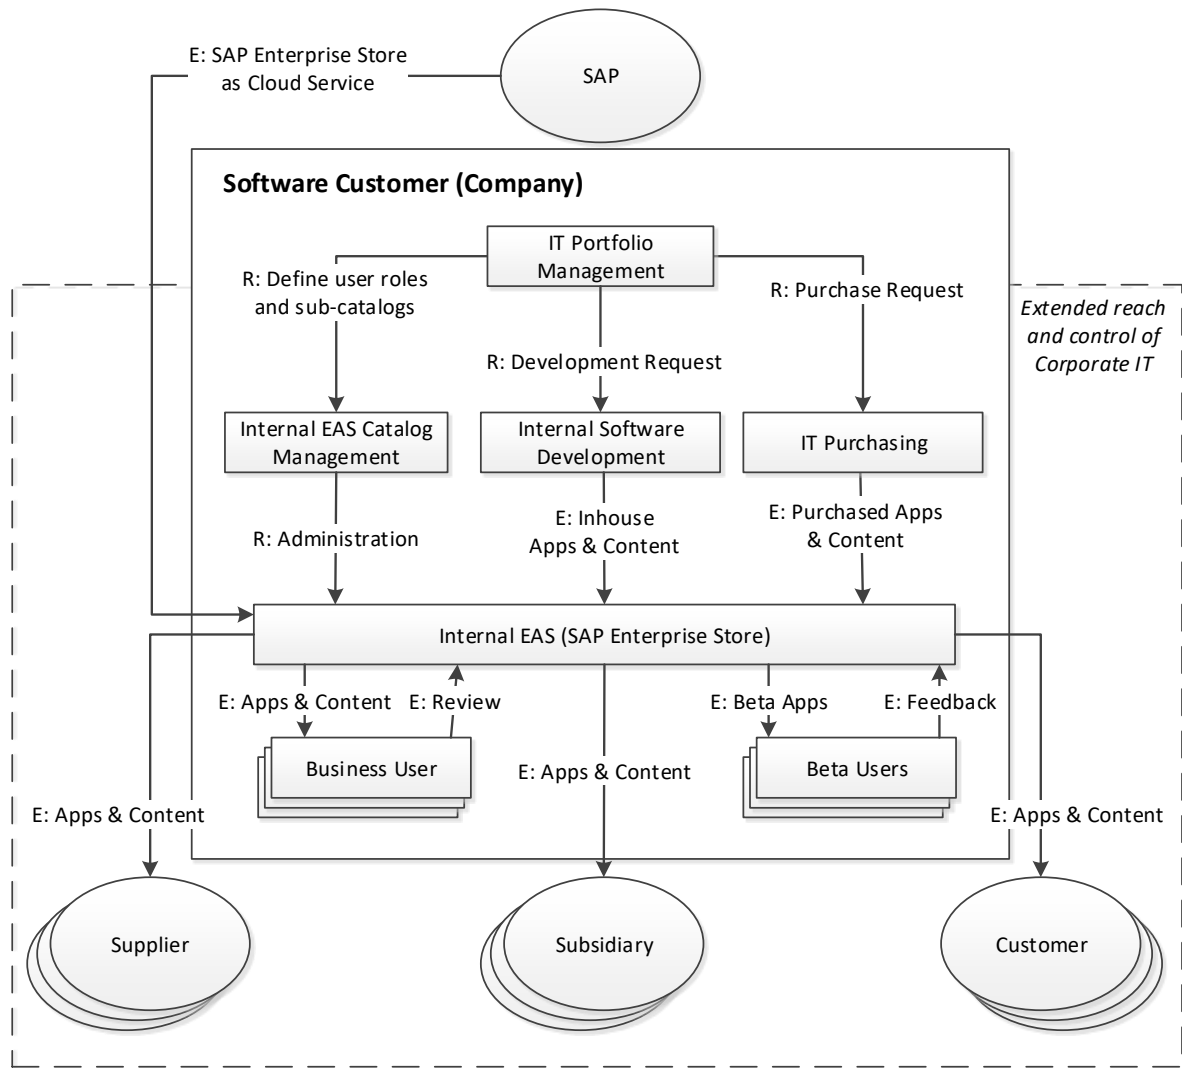 E: SAP Enterprise Store
as Cloud Service
SAP
Software Customer (Company)
IT Portfolio
Management
R: Define user roles
and sub-catalogs
R: Purchase Request
Extended reach
and control of
Corporate IT
R: Development Request
Internal EAS Catalog
Management
Internal Software
Development
IT Purchasing
R: Administration
E: Inhouse
Apps & Content
E: Purchased Apps
& Content
Internal EAS (SAP Enterprise Store)
E: Apps & Content
E: Review
E: Beta Apps
E: Feedback
Business User
E: Apps & Content
Beta Users
E: Apps & Content
E: Apps & Content
Supplier
Subsidiary
Customer